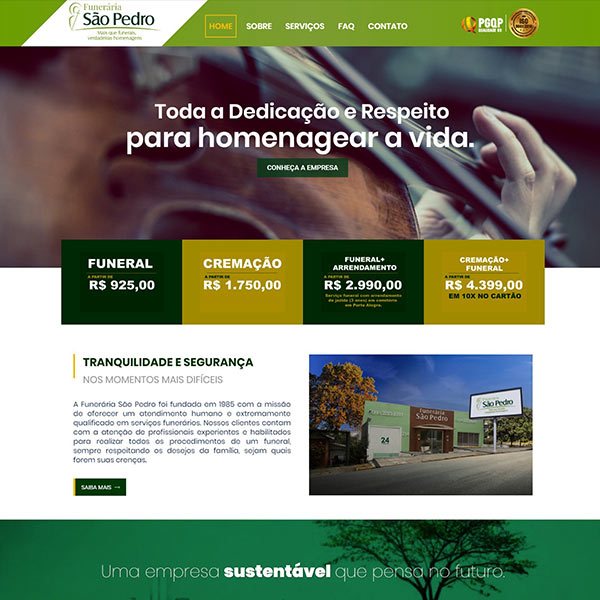 Funerária
São Pedro
Mais que funerais,
verdadeiras homenagens
HOME SOBRE SERVIÇOS FAQ CONTATO
PGQP
Toda a Dedicação e Respeito
para homenagear a vida.
CONHEÇA A EMPRESA
FUNERAL
A PARTIR DE
R$ 925,00
CREMAÇÃO
A PARTIR DE
R$ 1.750,00
FUNERAL+
ARRENDAMENTO
A PARTIR DE
R$ 2.990,00
Serviço funeral com arrendamento
de jazido (3 anos) em cemitério
em Porto Alegre.
CREMAÇÃO+
FUNERAL
A PARTIR DE
R$ 4.399,00
EM 10X NO CARTÃO
TRANQUILIDADE E SEGURANÇA
NOS MOMENTOS MAIS DIFÍCEIS
A Funerária São Pedro foi fundada em 1985 com a missão
de oferecer um atendimento humano e extremamente
qualificado em serviços funerários. Nossos clientes contam
com a atenção de profissionais experientes e habilitados
para realizar todos os procedimentos de um funeral,
sempre respeitando os desejos da família, sejam quais
forem suas crenças.
SAIBA MAIS →
Funerária
São Pedro
24
São Pedro
Uma empresa sustentável que pensa no futuro.